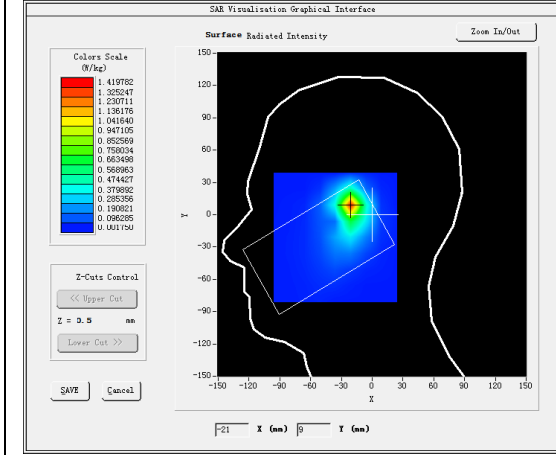 SAR Visualisation Graphical Interface
Surface Radiated Intensity
Zoom In/Out
Colors Scale
(W/kg)
1.419782
1.325247
1.230711
1.136176
1.041640
0.947105
0.852569
0.758034
0.663498
0.568963
0.474427
0.379892
0.285356
0.190821
0.096285
0.001750
150
120
90
60
30
Y
0
-30
-60
-90
-120
-150
-150 -120 -90 -60 -30 0 30 60 90 120 150
X
Z-Cuts Control
<< Upper Cut
Z = 0.5 mm
Lower Cut >>
SAVE Cancel
-21 X (mm) 9 Y (mm)